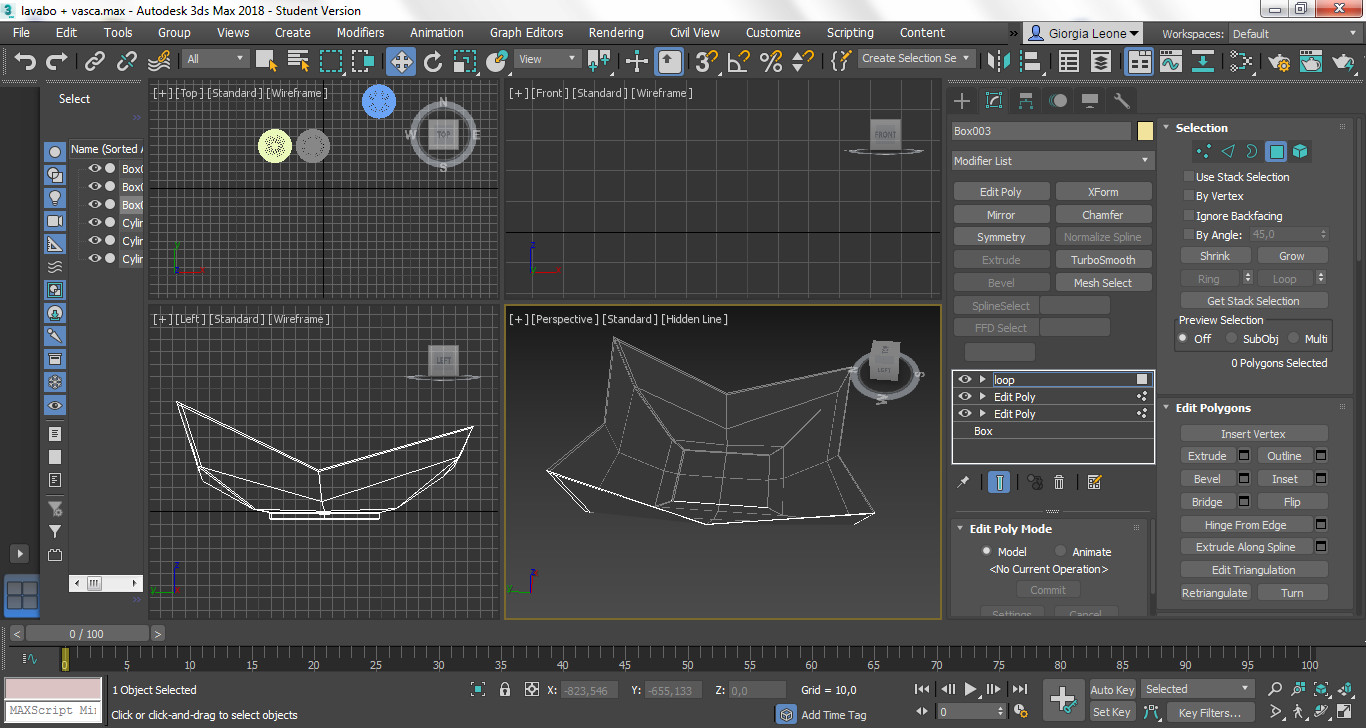 lavabo + vasca.max - Autodesk 3ds Max 2018 - Student Version
File Edit Tools Group Views Create Modifiers Animation Graph Editors Rendering Civil View Customize Scripting Content » Giorgia Leone Workspaces: Default
All View Create Selection Se
Select
Name (Sorted A
Box0
Box0
Box0
Cylin
Cylin
Cylin
[+] [Top] [Standard] [Wireframe]
N
W TOP E
S
[+] [Front] [Standard] [Wireframe]
FRONT
[+] [Left] [Standard] [Wireframe]
LEFT
[+] [Perspective] [Standard] [Hidden Line]
LEFT
Box003
Modifier List
Edit Poly XForm
Mirror Chamfer
Symmetry Normalize Spline
Extrude TurboSmooth
Bevel Mesh Select
SplineSelect
FFD Select
loop
Edit Poly
Edit Poly
Box
Edit Poly Mode
Model Animate
<No Current Operation>
Commit
Settings Cancel
Selection
Use Stack Selection
By Vertex
Ignore Backfacing
By Angle: 45,0
Shrink Grow
Ring Loop
Get Stack Selection
Preview Selection
Off SubObj Multi
0 Polygons Selected
Edit Polygons
Insert Vertex
Extrude Outline
Bevel Inset
Bridge Flip
Hinge From Edge
Extrude Along Spline
Edit Triangulation
Retriangulate Turn
< 0 / 100 >
0 5 10 15 20 25 30 35 40 45 50 55 60 65 70 75 80 85 90 95 100
1 Object Selected X: -823,546 Y: -655,133 Z: 0,0 Grid = 10,0 Auto Key Selected
MAXScript Mi Click or click-and-drag to select objects Add Time Tag 0 Set Key Key Filters...